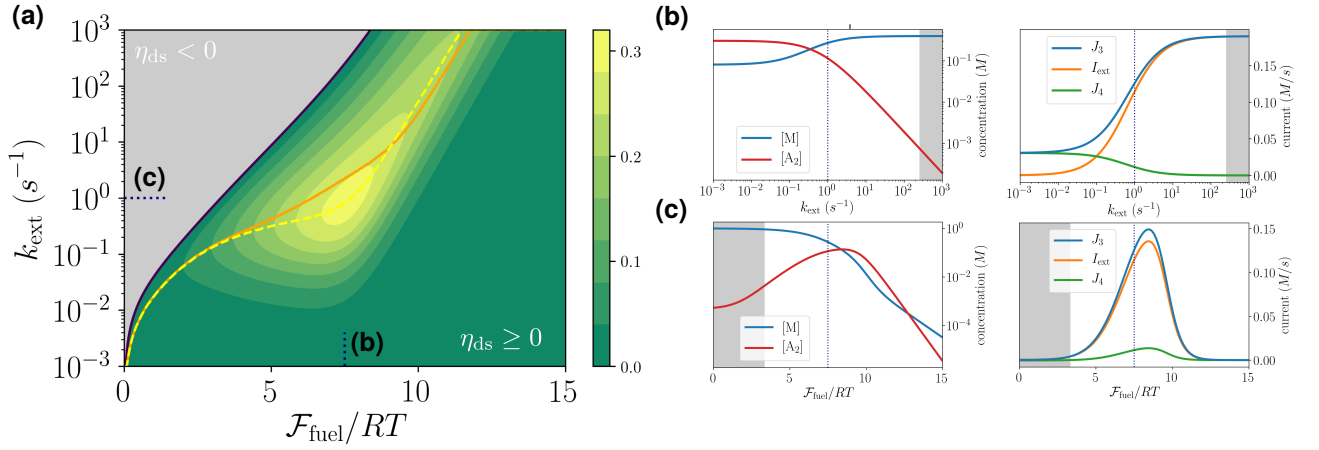 (a)
η_ds < 0
η_ds ≥ 0
(c)
(b)
k_ext (s⁻¹)
10³
10²
10¹
10⁰
10⁻¹
10⁻²
10⁻³
0 5 10 15
ℱ_fuel/RT
0.3
0.2
0.1
0.0
(b)
[M]
[A₂]
10⁻¹
10⁻²
10⁻³
concentration (M)
10⁻³ 10⁻² 10⁻¹ 10⁰ 10¹ 10² 10³
k_ext (s⁻¹)
J₃
I_ext
J₄
0.15
0.10
0.05
0.00
current (M/s)
10⁻³ 10⁻² 10⁻¹ 10⁰ 10¹ 10² 10³
k_ext (s⁻¹)
(c)
[M]
[A₂]
10⁰
10⁻²
10⁻⁴
concentration (M)
0 5 10 15
ℱ_fuel/RT
J₃
I_ext
J₄
0.15
0.10
0.05
0.00
current (M/s)
0 5 10 15
ℱ_fuel/RT